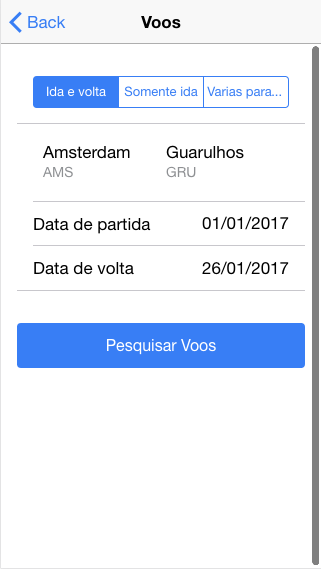 Back Voos
Ida e volta Somente ida Varias para...
Amsterdam Guarulhos
AMS GRU
Data de partida 01/01/2017
Data de volta 26/01/2017
Pesquisar Voos